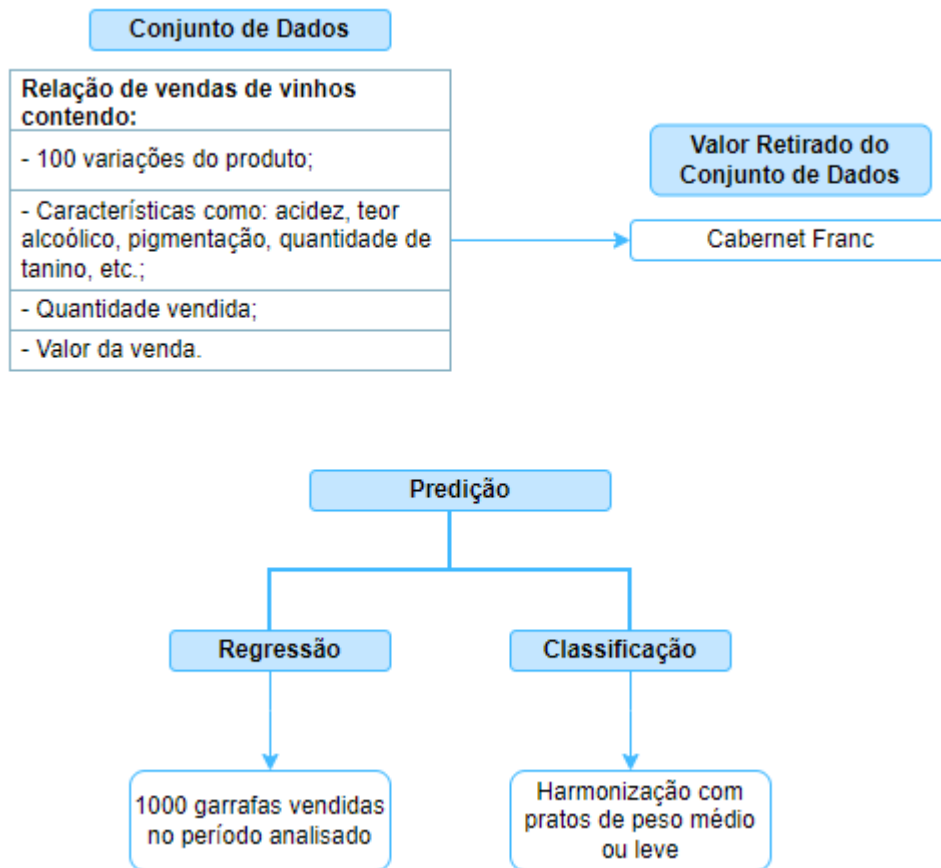 Conjunto de Dados
Relação de vendas de vinhos
contendo:
- 100 variações do produto;
- Características como: acidez, teor
alcoólico, pigmentação, quantidade de
tanino, etc.;
- Quantidade vendida;
- Valor da venda.
Valor Retirado do
Conjunto de Dados
Cabernet Franc
Predição
Regressão
Classificação
1000 garrafas vendidas
no período analisado
Harmonização com
pratos de peso médio
ou leve